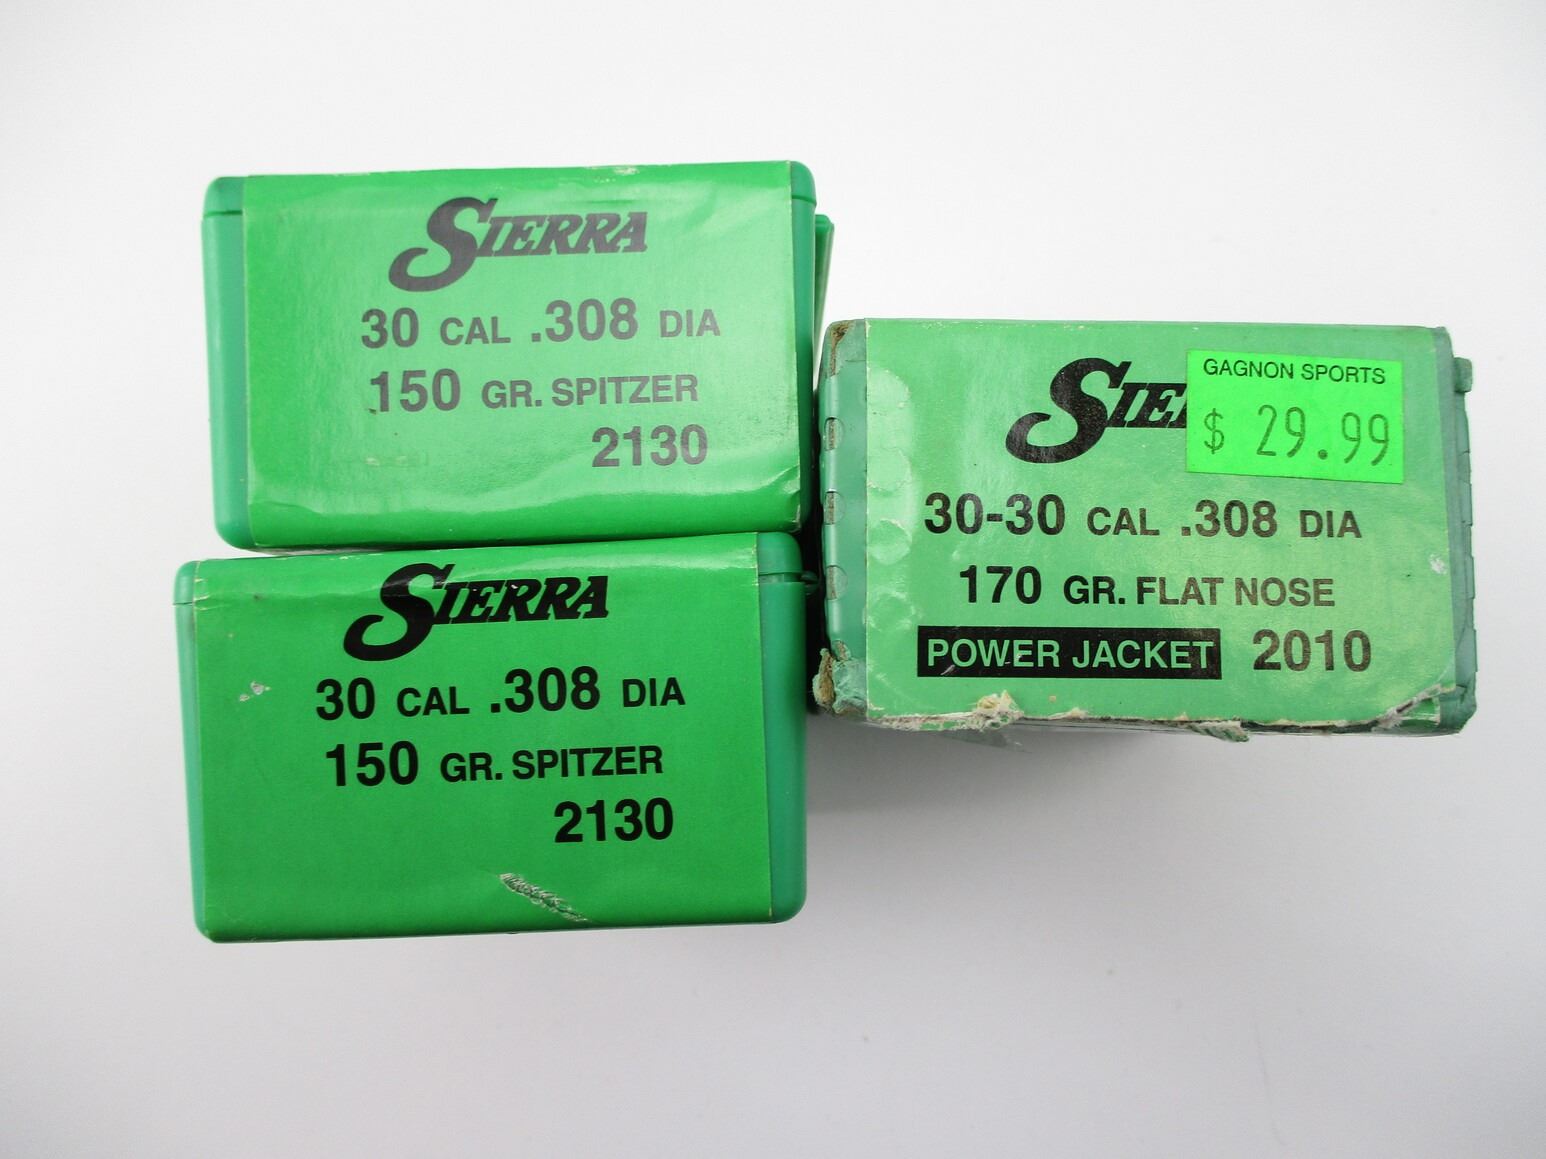 SIERRA
30 CAL .308 DIA
150 GR. SPITZER
2130
SIERRA
30 CAL .308 DIA
150 GR. SPITZER
2130
GAGNON SPORTS
$ 29.99
30-30 CAL .308 DIA
170 GR. FLAT NOSE
POWER JACKET 2010